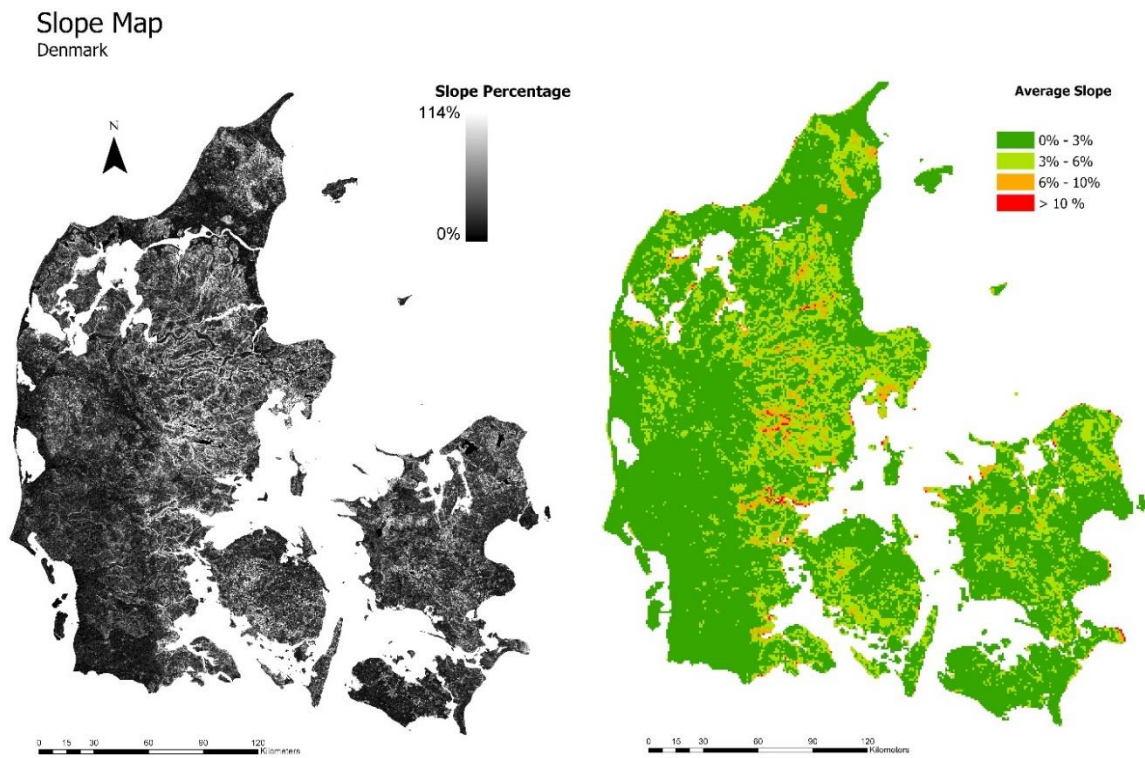 Slope Map
Denmark
N
Slope Percentage
114%
0%
0 15 30 60 90 120
Kilometers
Average Slope
0% - 3%
3% - 6%
6% - 10%
> 10 %
0 15 30 60 90 120
Kilometers